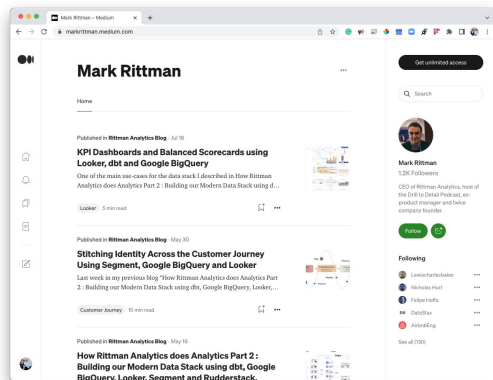 Mark Rittman – Medium
markrittman.medium.com
Mark Rittman
Home
Published in Rittman Analytics Blog · Jul 18
KPI Dashboards and Balanced Scorecards using
Looker, dbt and Google BigQuery
One of the main use-cases for the data stack I described in How Rittman
Analytics does Analytics Part 2 : Building our Modern Data Stack using d…
Looker 5 min read
Published in Rittman Analytics Blog · May 30
Stitching Identity Across the Customer Journey
Using Segment, Google BigQuery and Looker
Last week in my previous blog "How Rittman Analytics does Analytics Part
2 : Building our Modern Data Stack using dbt, Google BigQuery, Looker,…
Customer Journey 10 min read
Published in Rittman Analytics Blog · May 16
How Rittman Analytics does Analytics Part 2 :
Building our Modern Data Stack using dbt, Google
BigQuery, Looker, Segment and Rudderstack.
Get unlimited access
Search
Mark Rittman
1.2K Followers
CEO of Rittman Analytics, host of
the Drill to Detail Podcast, ex-
product manager and twice
company founder.
Follow
Following
Lewischarlesbaker
Nicholas Hurt
Felipe Hoffa
DataStax
AirbnbEng
See all (130)